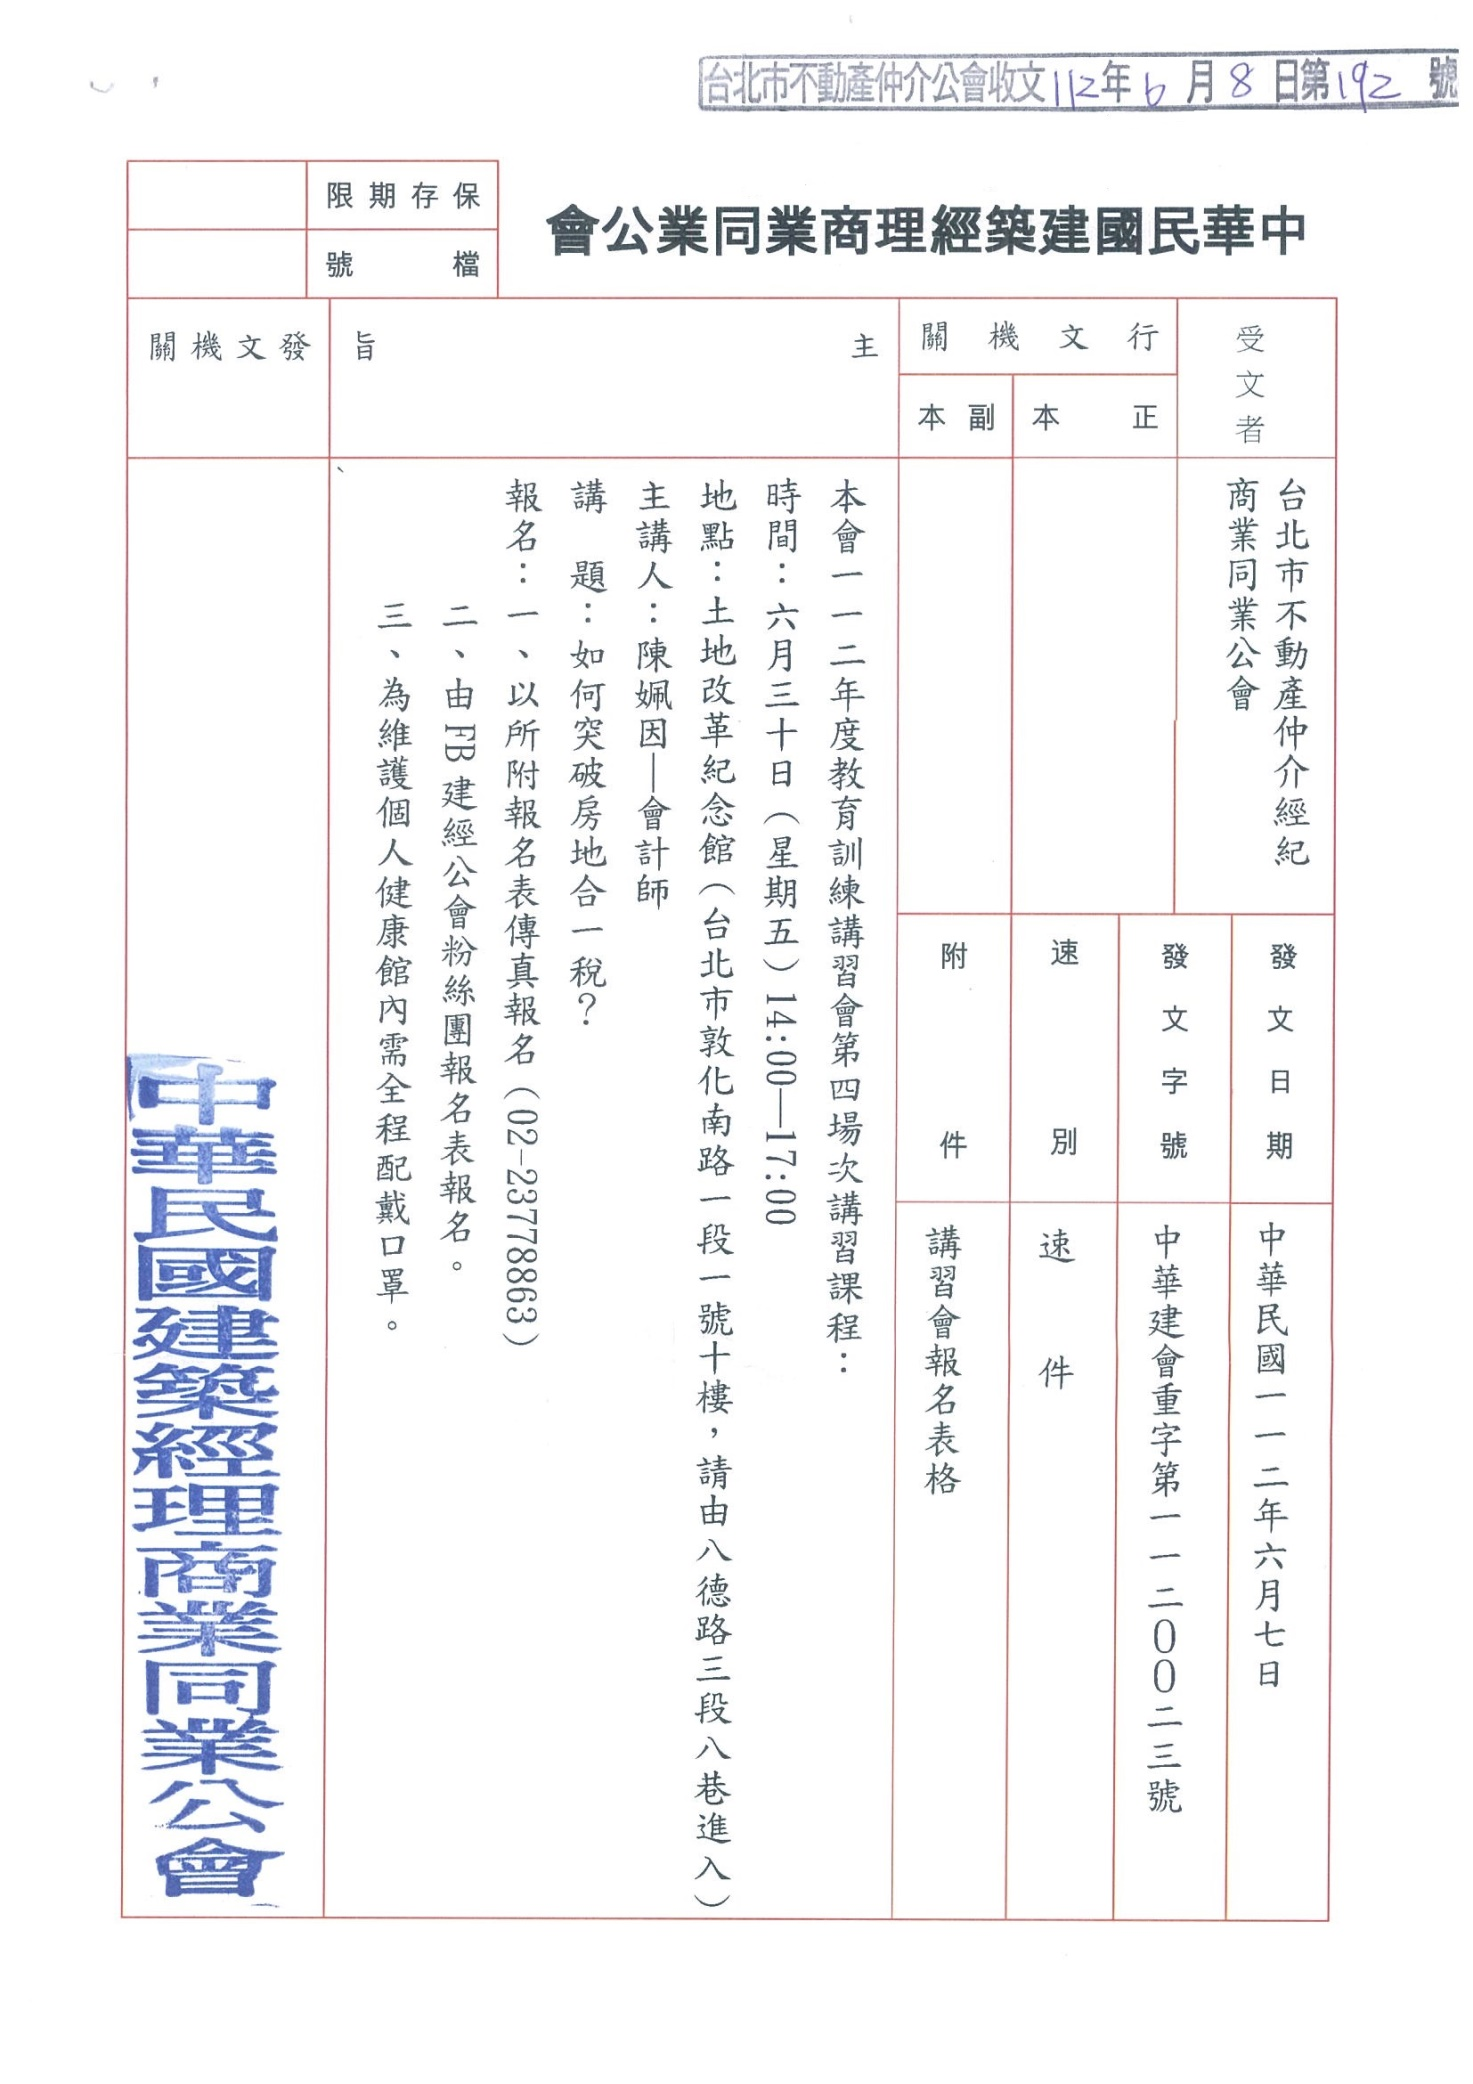 台北市不動產仲介公會收文112年6月8日第192號
中華民國建築經理商業同業公會
保存期限
檔號
受文者
台北市不動產仲介經紀
商業同業公會
行文機關
正本
副本
發文日期
中華民國一一二年六月七日
發文字號
中華建會重字第一一二00二三號
速別
速件
附件
講習會報名表格
主旨
本會一一二年度教育訓練講習會第四場次講習課程：
時間：六月三十日（星期五）14:00—17:00
地點：土地改革紀念館（台北市敦化南路一段一號十樓，請由八德路三段八巷進入）
主講人：陳姵因—會計師
講　題：如何突破房地合一稅？
報名：一、以所附報名表傳真報名（02-23778863）
二、由FB建經公會粉絲團報名表報名。
三、為維護個人健康館內需全程配戴口罩。
發文機關
中華民國建築經理商業同業公會